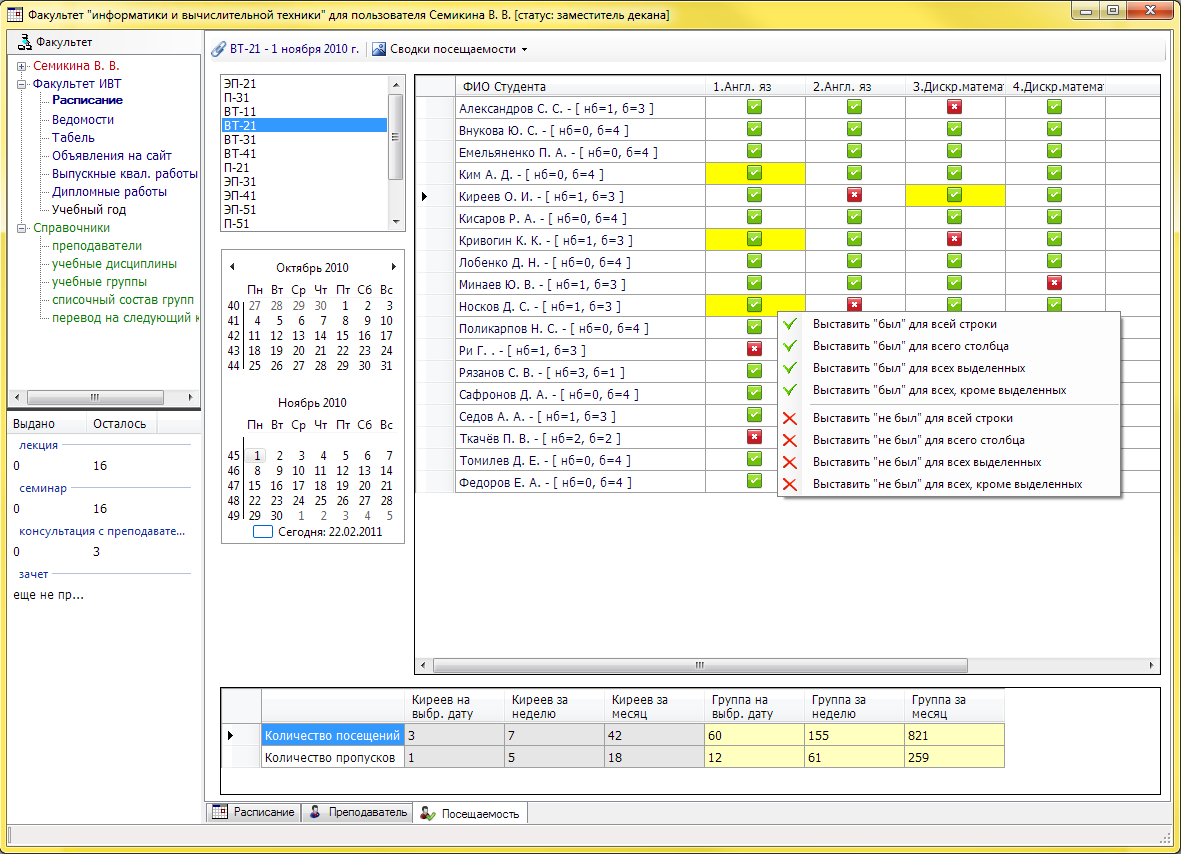 Факультет "информатики и вычислительной техники" для пользователя Семикина В. В. [статус: заместитель декана]
Факультет
Семикина В. В.
Факультет ИВТ
Расписание
Ведомости
Табель
Объявления на сайт
Выпускные квал. работы
Дипломные работы
Учебный год
Справочники
преподаватели
учебные дисциплины
учебные группы
списочный состав групп
перевод на следующий к
Выдано Осталось
лекция
0 16
семинар
0 16
консультация с преподавате...
0 3
зачет
еще не пр...
ВТ-21 - 1 ноября 2010 г. Сводки посещаемости
ЭП-21
П-31
ВТ-11
ВТ-21
ВТ-31
ВТ-41
П-21
ЭП-31
ЭП-41
ЭП-51
П-51
Октябрь 2010
Пн Вт Ср Чт Пт Сб Вс
40 27 28 29 30 1 2 3
41 4 5 6 7 8 9 10
42 11 12 13 14 15 16 17
43 18 19 20 21 22 23 24
44 25 26 27 28 29 30 31
Ноябрь 2010
Пн Вт Ср Чт Пт Сб Вс
45 1 2 3 4 5 6 7
46 8 9 10 11 12 13 14
47 15 16 17 18 19 20 21
48 22 23 24 25 26 27 28
49 29 30 1 2 3 4 5
Сегодня: 22.02.2011
ФИО Студента 1.Англ. яз 2.Англ. яз 3.Дискр.матема 4.Дискр.матема
Александров С. С. - [ нб=1, б=3 ]
Внукова Ю. С. - [ нб=0, б=4 ]
Емельяненко П. А. - [ нб=0, б=4 ]
Ким А. Д. - [ нб=0, б=4 ]
Киреев О. И. - [ нб=1, б=3 ]
Кисаров Р. А. - [ нб=0, б=4 ]
Кривогин К. К. - [ нб=1, б=3 ]
Лобенко Д. Н. - [ нб=0, б=4 ]
Минаев Ю. В. - [ нб=1, б=3 ]
Носков Д. С. - [ нб=1, б=3 ]
Поликарпов Н. С. - [ нб=0, б=4 ]
Ри Г. . - [ нб=1, б=3 ]
Рязанов С. В. - [ нб=3, б=1 ]
Сафронов Д. А. - [ нб=0, б=4 ]
Седов А. А. - [ нб=1, б=3 ]
Ткачёв П. В. - [ нб=2, б=2 ]
Томилев Д. Е. - [ нб=0, б=4 ]
Федоров Е. А. - [ нб=0, б=4 ]
Выставить "был" для всей строки
Выставить "был" для всего столбца
Выставить "был" для всех выделенных
Выставить "был" для всех, кроме выделенных
Выставить "не был" для всей строки
Выставить "не был" для всего столбца
Выставить "не был" для всех выделенных
Выставить "не был" для всех, кроме выделенных
Киреев на выбр. дату Киреев за неделю Киреев за месяц Группа на выбр. дату Группа за неделю Группа за месяц
Количество посещений 3 7 42 60 155 821
Количество пропусков 1 5 18 12 61 259
Расписание Преподаватель Посещаемость